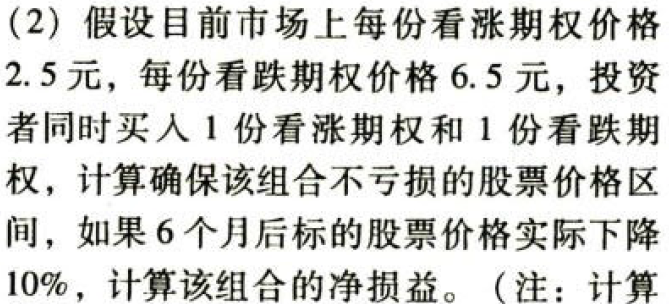 (2) 假设目前市场上每份看涨期权价格
2.5元，每份看跌期权价格6.5元，投资
者同时买入1份看涨期权和1份看跌期
权，计算确保该组合不亏损的股票价格区
间，如果6个月后标的股票价格实际下降
10%，计算该组合的净损益。（注：计算